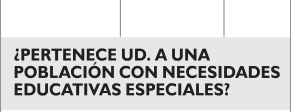 ¿PERTENECE UD. A UNA
POBLACIÓN CON NECESIDADES
EDUCATIVAS ESPECIALES?